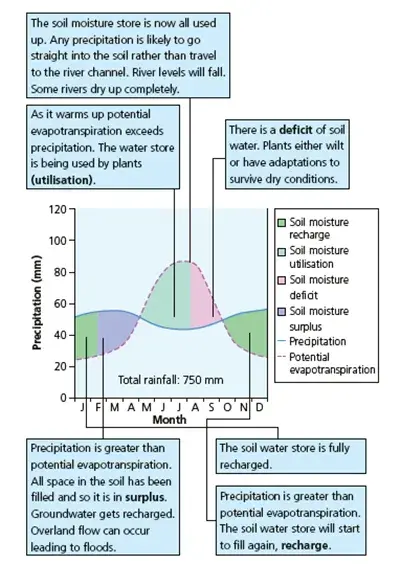 The soil moisture store is now all used
up. Any precipitation is likely to go
straight into the soil rather than travel
to the river channel. River levels will fall.
Some rivers dry up completely.
As it warms up potential
evapotranspiration exceeds
precipitation. The water store
is being used by plants
(utilisation).
There is a deficit of soil
water. Plants either wilt
or have adaptations to
survive dry conditions.
Precipitation (mm)
120
100
80
60
40
20
0
Total rainfall: 750 mm
J F M A M J J A S O N D
Month
Soil moisture
recharge
Soil moisture
utilisation
Soil moisture
deficit
Soil moisture
surplus
Precipitation
Potential
evapotranspiration
Precipitation is greater than
potential evapotranspiration.
All space in the soil has been
filled and so it is in surplus.
Groundwater gets recharged.
Overland flow can occur
leading to floods.
The soil water store is fully
recharged.
Precipitation is greater than
potential evapotranspiration.
The soil water store will start
to fill again, recharge.